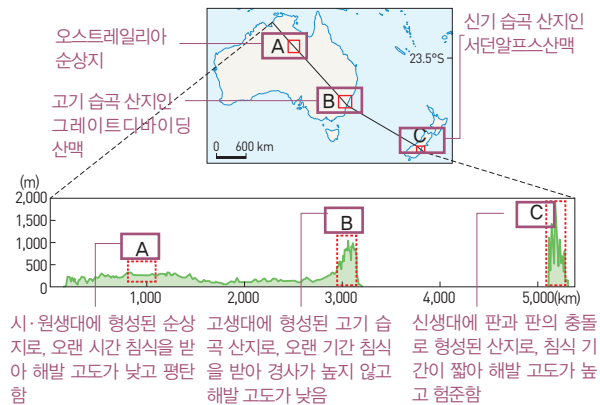 오스트레일리아
순상지
고기 습곡 산지인
그레이트디바이딩
산맥
A
B
C
23.5°S
0 600 km
신기 습곡 산지인
서던알프스산맥
(m)
2,000
1,500
1,000
500
0
A
B
C
1,000
2,000
3,000
4,000
5,000(km)
시·원생대에 형성된 순상
지로, 오랜 시간 침식을 받
아 해발 고도가 낮고 평탄
함
고생대에 형성된 고기 습
곡 산지로, 오랜 기간 침식
을 받아 경사가 높지 않고
해발 고도가 낮음
신생대에 판과 판의 충돌
로 형성된 산지로, 침식 기
간이 짧아 해발 고도가 높
고 험준함